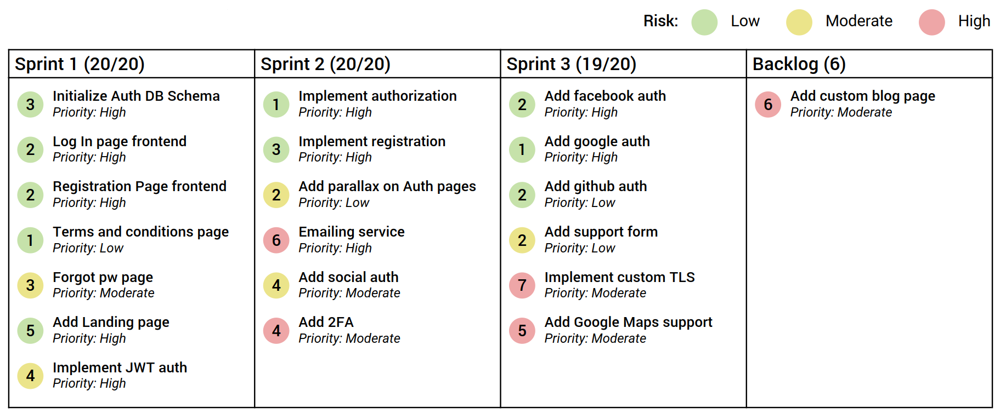 Risk: Low Moderate High
Sprint 1 (20/20)
3 Initialize Auth DB Schema
Priority: High
2 Log In page frontend
Priority: High
2 Registration Page frontend
Priority: High
1 Terms and conditions page
Priority: Low
3 Forgot pw page
Priority: Moderate
5 Add Landing page
Priority: High
4 Implement JWT auth
Priority: High
Sprint 2 (20/20)
1 Implement authorization
Priority: High
3 Implement registration
Priority: High
2 Add parallax on Auth pages
Priority: Low
6 Emailing service
Priority: High
4 Add social auth
Priority: Moderate
4 Add 2FA
Priority: Moderate
Sprint 3 (19/20)
2 Add facebook auth
Priority: High
1 Add google auth
Priority: High
2 Add github auth
Priority: Low
2 Add support form
Priority: Low
7 Implement custom TLS
Priority: Moderate
5 Add Google Maps support
Priority: Moderate
Backlog (6)
6 Add custom blog page
Priority: Moderate